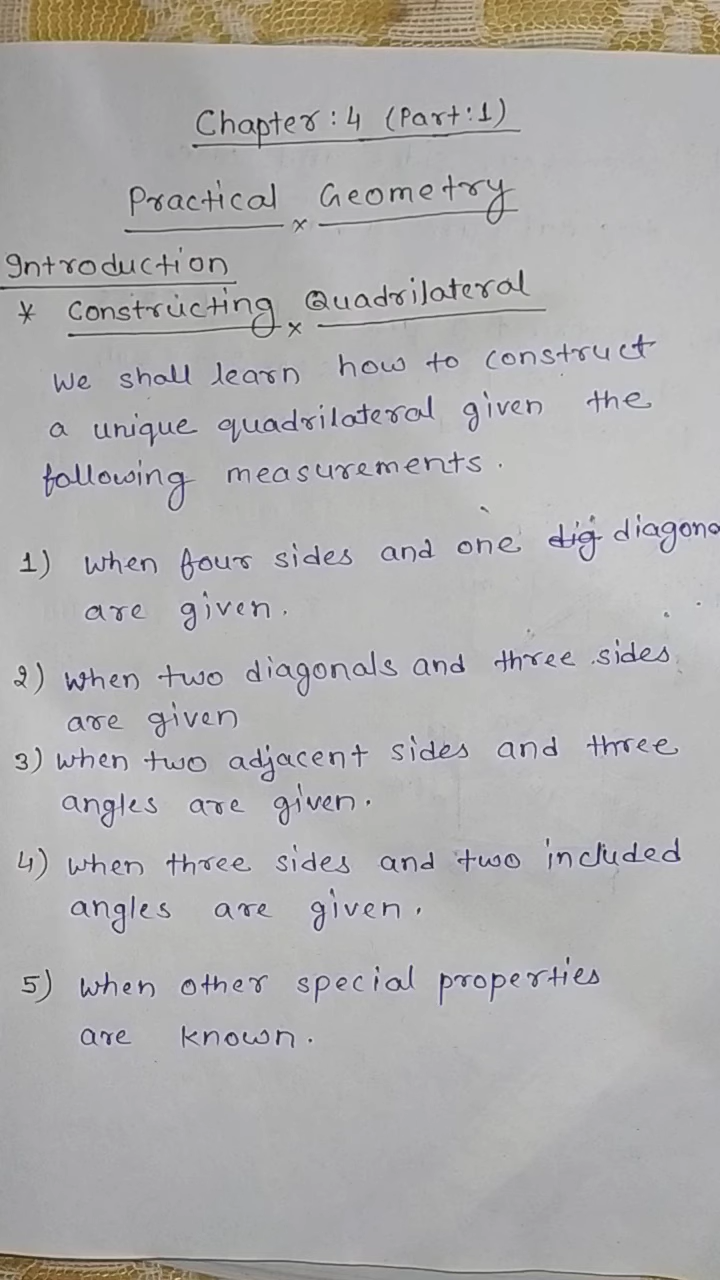 Chapter : 4 (Part : 1)
Practical Geometry
Introduction
* Constructing Quadrilateral
We shall learn how to construct
a unique quadrilateral given the
following measurements.
1) when four sides and one dig diagona
are given.
2) when two diagonals and three sides
are given
3) when two adjacent sides and three
angles are given.
4) when three sides and two included
angles are given.
5) when other special properties
are known.